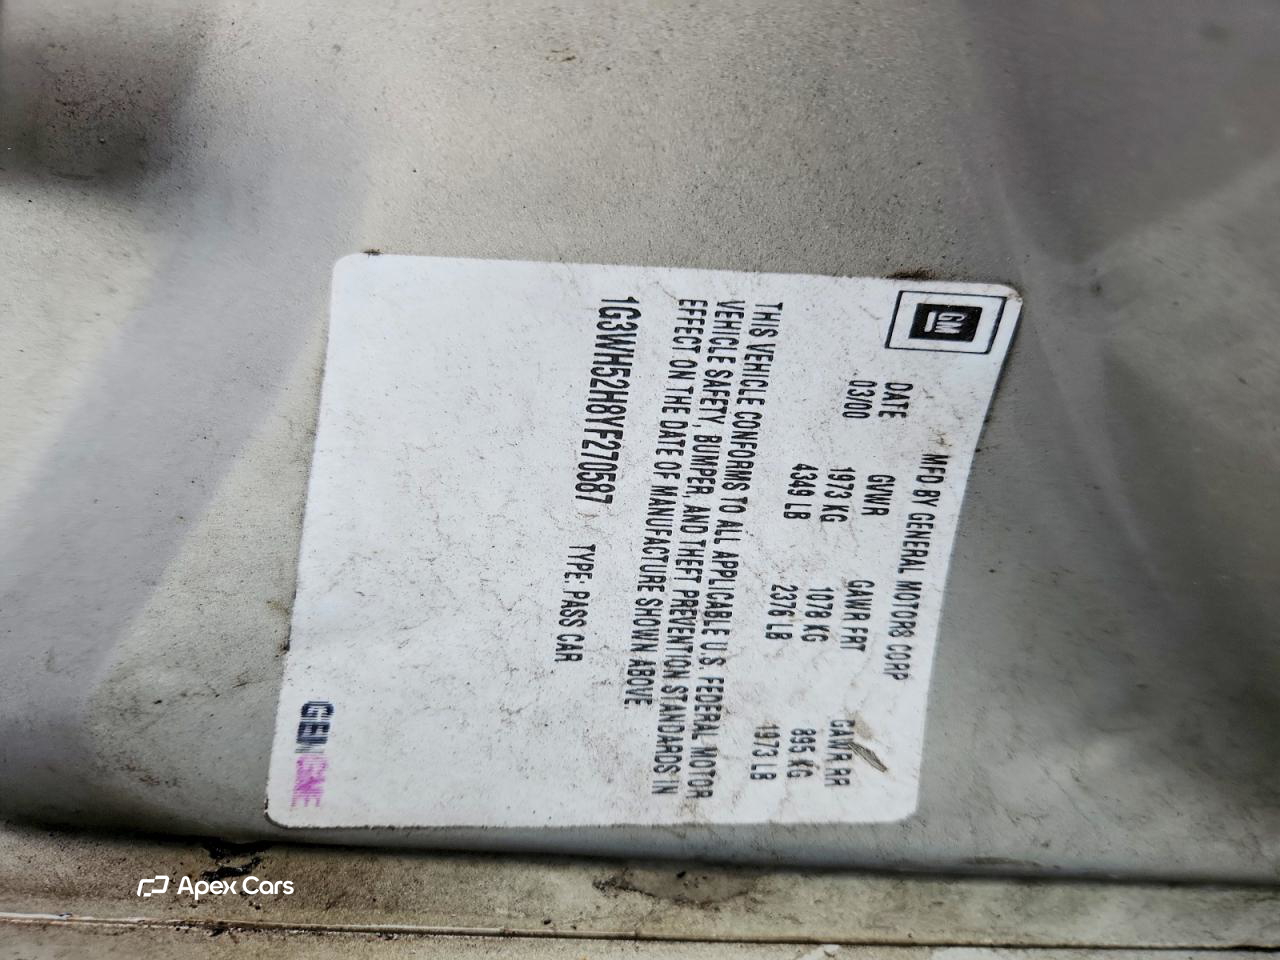 GM
MFD BY GENERAL MOTORS CORP
DATE GVWR GAWR FRT GAWR RR
03/00 1973 KG 1078 KG 895 KG
4349 LB 2376 LB 1973 LB
THIS VEHICLE CONFORMS TO ALL APPLICABLE U.S. FEDERAL MOTOR
VEHICLE SAFETY, BUMPER, AND THEFT PREVENTION STANDARDS IN
EFFECT ON THE DATE OF MANUFACTURE SHOWN ABOVE.
1G3WH52H8YF270587 TYPE: PASS CAR
Apex Cars